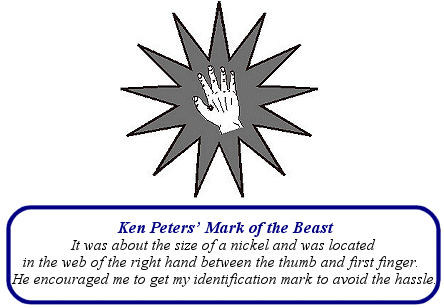 Ken Peters’ Mark of the Beast
It was about the size of a nickel and was located
in the web of the right hand between the thumb and first finger.
He encouraged me to get my identification mark to avoid the hassle